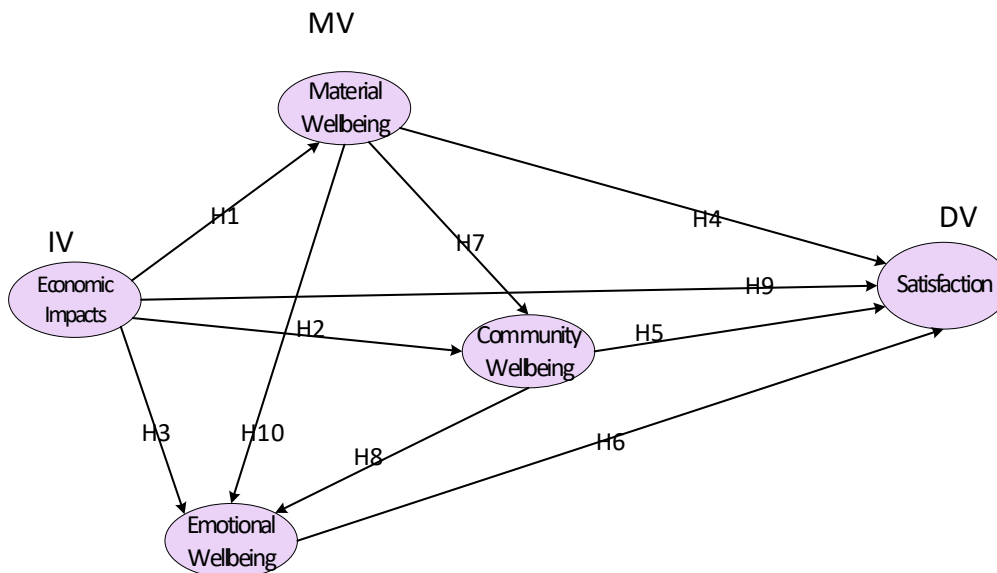 MV
Material
Wellbeing
H1
H4
DV
IV
H7
Economic
Impacts
H9
Satisfaction
H2
Community
Wellbeing
H5
H3
H10
H8
H6
Emotional
Wellbeing